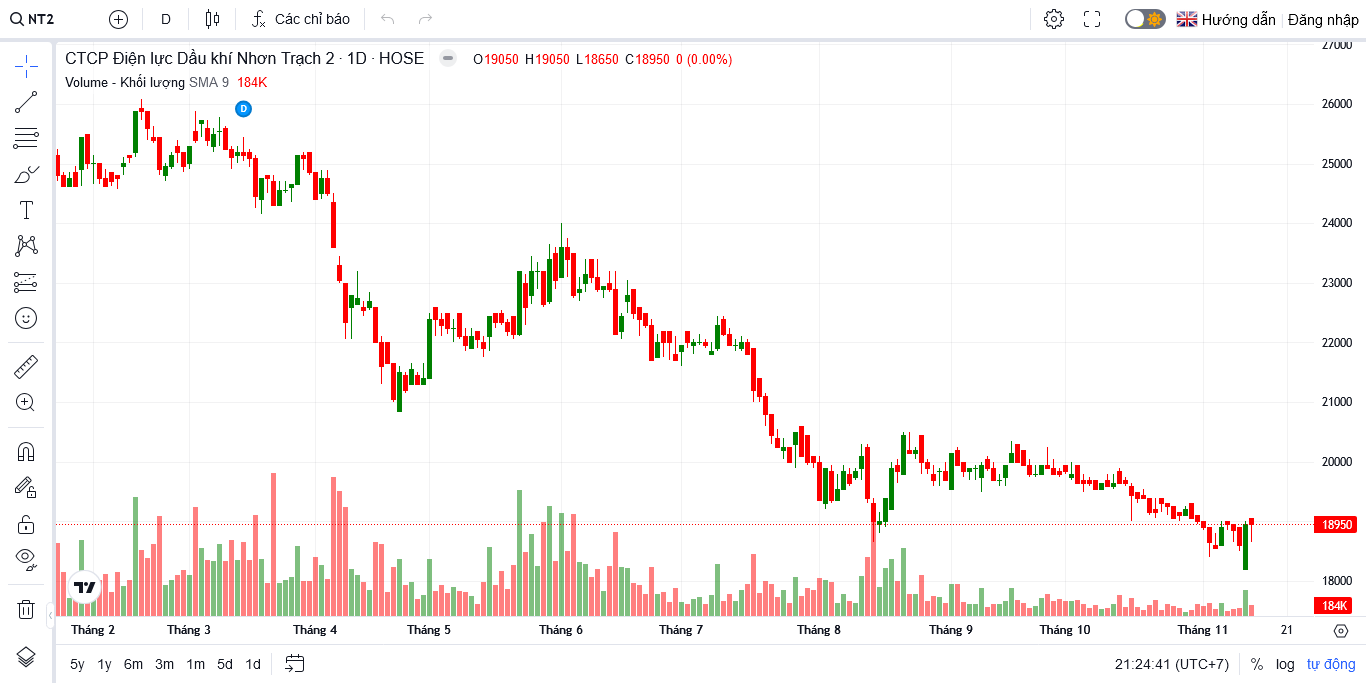 NT2 D Các chỉ báo Hướng dẫn Đăng nhập
CTCP Điện lực Dầu khí Nhơn Trạch 2 · 1D · HOSE O19050 H19050 L18650 C18950 0 (0.00%)
Volume - Khối lượng SMA 9 184K
D
27000
26000
25000
24000
23000
22000
21000
20000
18950
18000
184K
Tháng 2 Tháng 3 Tháng 4 Tháng 5 Tháng 6 Tháng 7 Tháng 8 Tháng 9 Tháng 10 Tháng 11 21
5y 1y 6m 3m 1m 5d 1d 21:24:41 (UTC+7) % log tự động